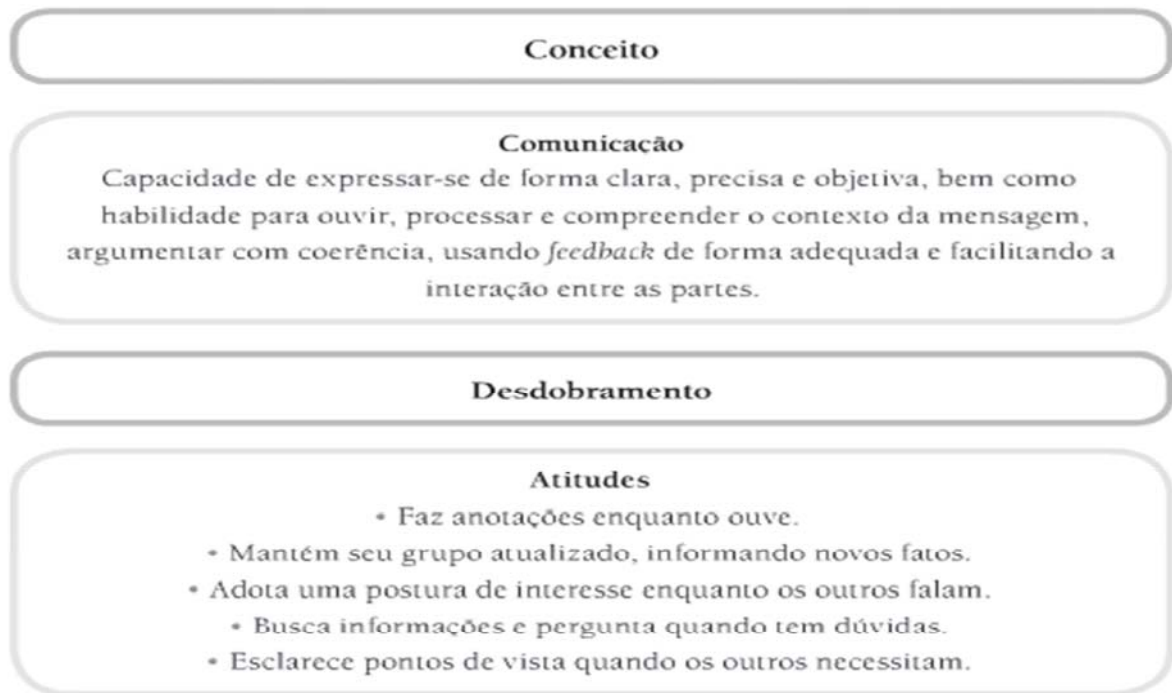 Conceito
Comunicação
Capacidade de expressar-se de forma clara, precisa e objetiva, bem como
habilidade para ouvir, processar e compreender o contexto da mensagem,
argumentar com coerência, usando feedback de forma adequada e facilitando a
interação entre as partes.
Desdobramento
Atitudes
• Faz anotações enquanto ouve.
• Mantém seu grupo atualizado, informando novos fatos.
• Adota uma postura de interesse enquanto os outros falam.
• Busca informações e pergunta quando tem dúvidas.
• Esclarece pontos de vista quando os outros necessitam.